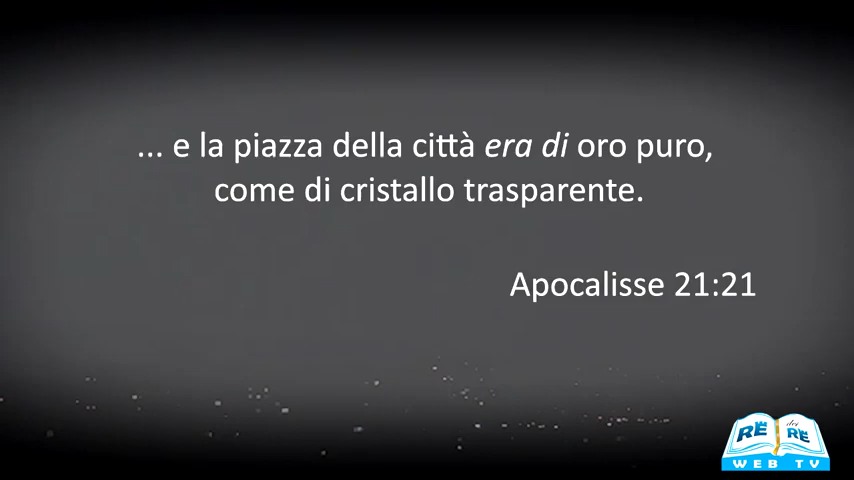 ... e la piazza della città era di oro puro,
come di cristallo trasparente.
Apocalisse 21:21
RE dei RE
WEB TV